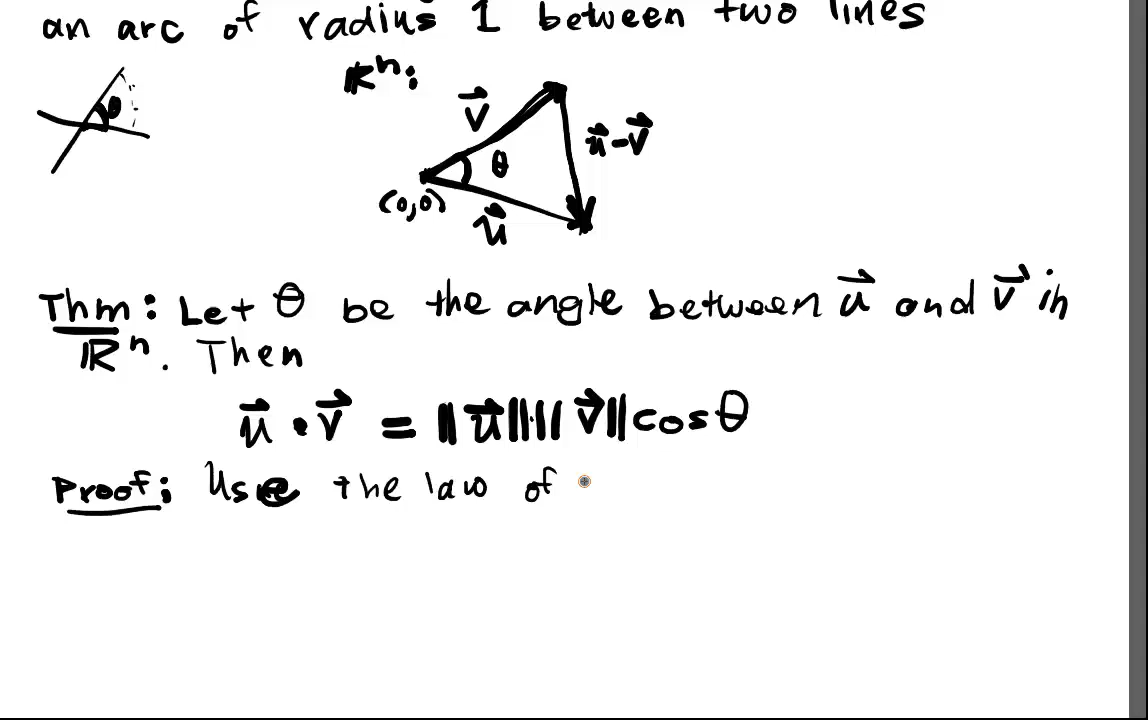 an arc of radius 1 between two lines
θ
ℝⁿ:
v⃗
u⃗-v⃗
θ
(0,0)
u⃗
Thm: Let θ be the angle between u⃗ and v⃗ in
ℝⁿ. Then
u⃗ • v⃗ = ||u⃗||·||v⃗|| cosθ
Proof: Use the law of